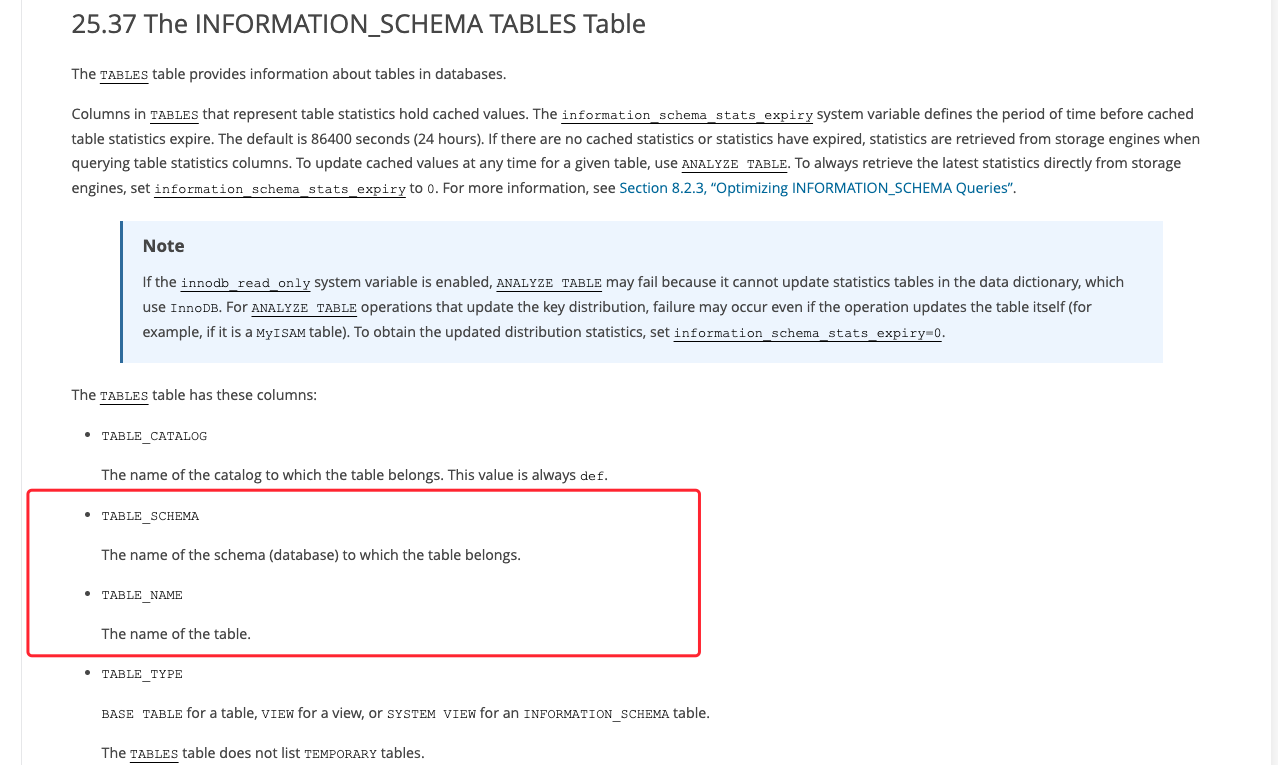 25.37 The INFORMATION_SCHEMA TABLES Table
The TABLES table provides information about tables in databases.
Columns in TABLES that represent table statistics hold cached values. The information_schema_stats_expiry system variable defines the period of time before cached
table statistics expire. The default is 86400 seconds (24 hours). If there are no cached statistics or statistics have expired, statistics are retrieved from storage engines when
querying table statistics columns. To update cached values at any time for a given table, use ANALYZE TABLE. To always retrieve the latest statistics directly from storage
engines, set information_schema_stats_expiry to 0. For more information, see Section 8.2.3, “Optimizing INFORMATION_SCHEMA Queries”.
Note
If the innodb_read_only system variable is enabled, ANALYZE TABLE may fail because it cannot update statistics tables in the data dictionary, which
use InnoDB. For ANALYZE TABLE operations that update the key distribution, failure may occur even if the operation updates the table itself (for
example, if it is a MyISAM table). To obtain the updated distribution statistics, set information_schema_stats_expiry=0.
The TABLES table has these columns:
• TABLE_CATALOG
The name of the catalog to which the table belongs. This value is always def.
• TABLE_SCHEMA
The name of the schema (database) to which the table belongs.
• TABLE_NAME
The name of the table.
• TABLE_TYPE
BASE TABLE for a table, VIEW for a view, or SYSTEM VIEW for an INFORMATION_SCHEMA table.
The TABLES table does not list TEMPORARY tables.